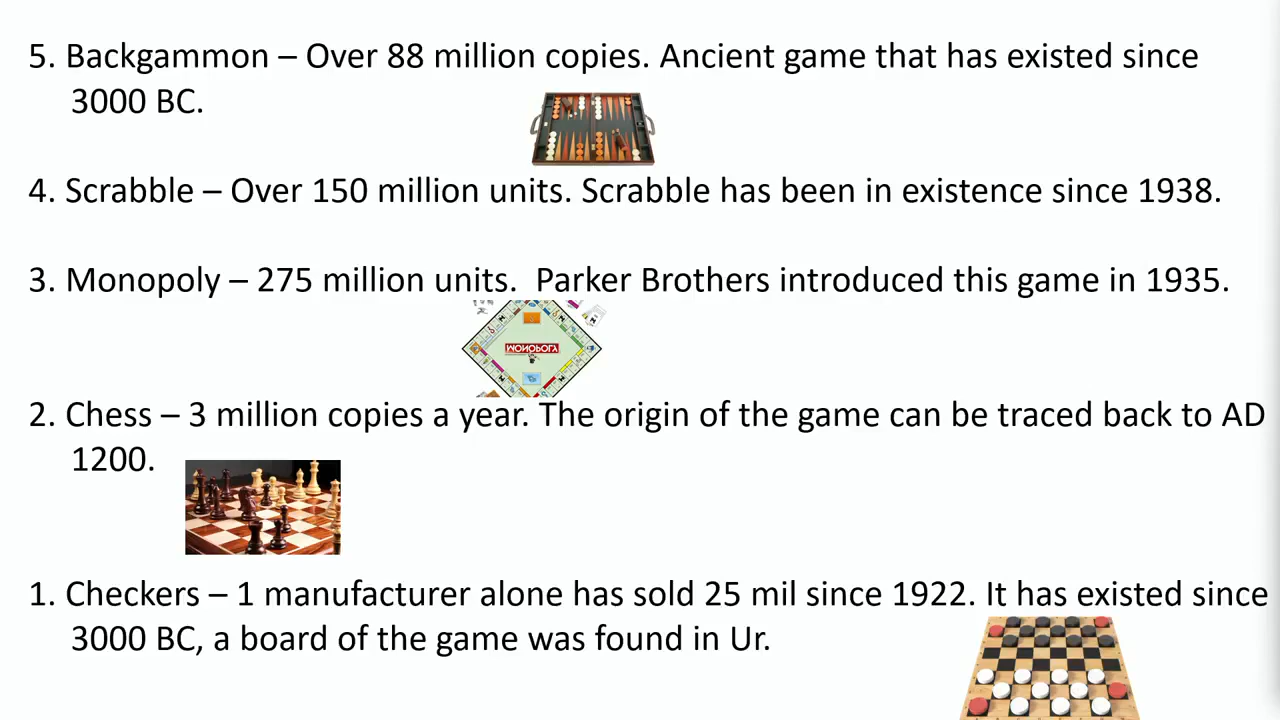 5. Backgammon – Over 88 million copies. Ancient game that has existed since
3000 BC.
4. Scrabble – Over 150 million units. Scrabble has been in existence since 1938.
3. Monopoly – 275 million units.  Parker Brothers introduced this game in 1935.
MONOPOLY
2. Chess – 3 million copies a year. The origin of the game can be traced back to AD
1200.
1. Checkers – 1 manufacturer alone has sold 25 mil since 1922. It has existed since
3000 BC, a board of the game was found in Ur.